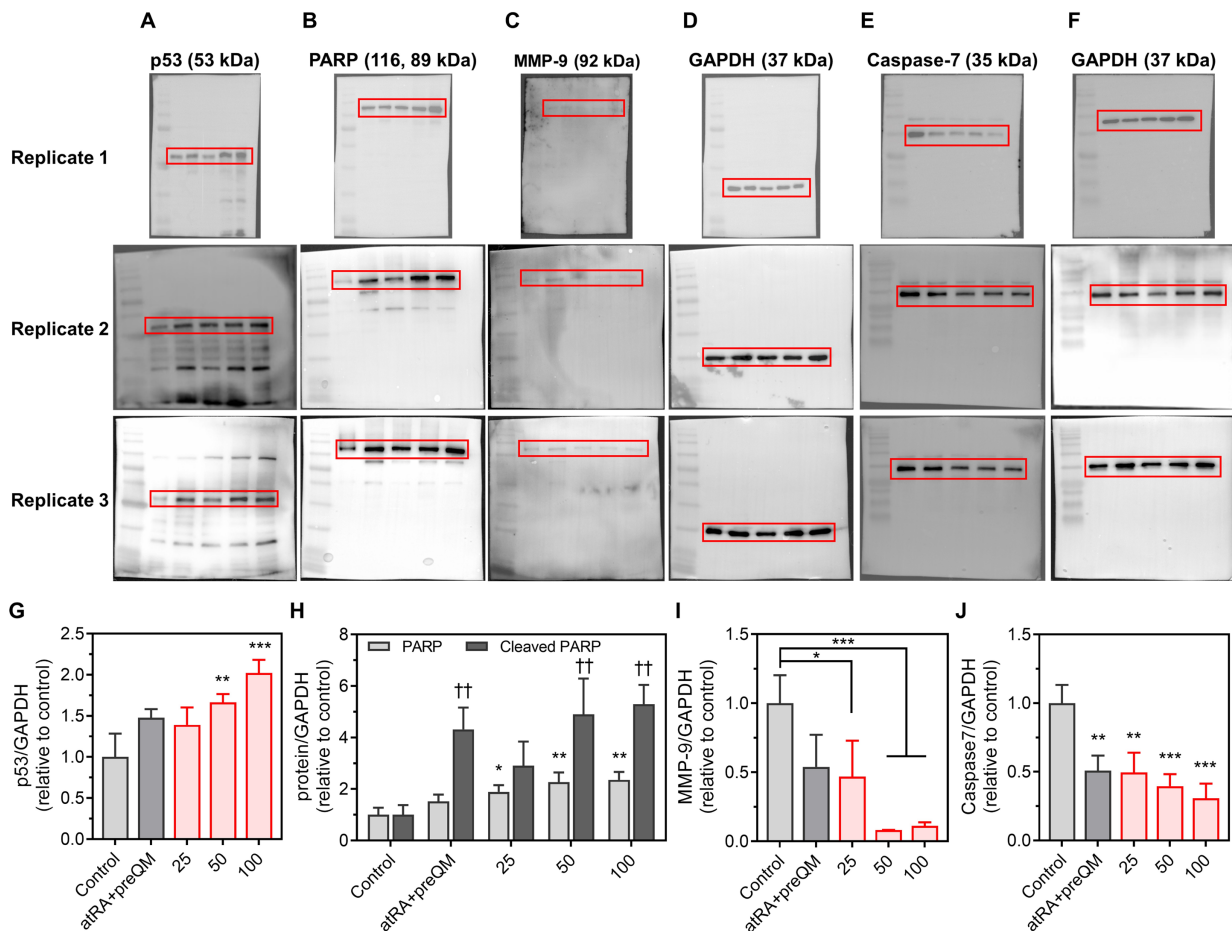 A B C D E F
p53 (53 kDa) PARP (116, 89 kDa) MMP-9 (92 kDa) GAPDH (37 kDa) Caspase-7 (35 kDa) GAPDH (37 kDa)
Replicate 1
Replicate 2
Replicate 3
G
p53/GAPDH
(relative to control)
2.5
2.0
1.5
1.0
0.5
0.0
** ***
Control atRA+preQM 25 50 100
H
protein/GAPDH
(relative to control)
8
6
4
2
0
PARP Cleaved PARP
†† †† ††
* ** **
Control atRA+preQM 25 50 100
I
MMP-9/GAPDH
(relative to control)
1.5
1.0
0.5
0.0
***
*
Control atRA+preQM 25 50 100
J
Caspase7/GAPDH
(relative to control)
1.5
1.0
0.5
0.0
** ** *** ***
Control atRA+preQM 25 50 100